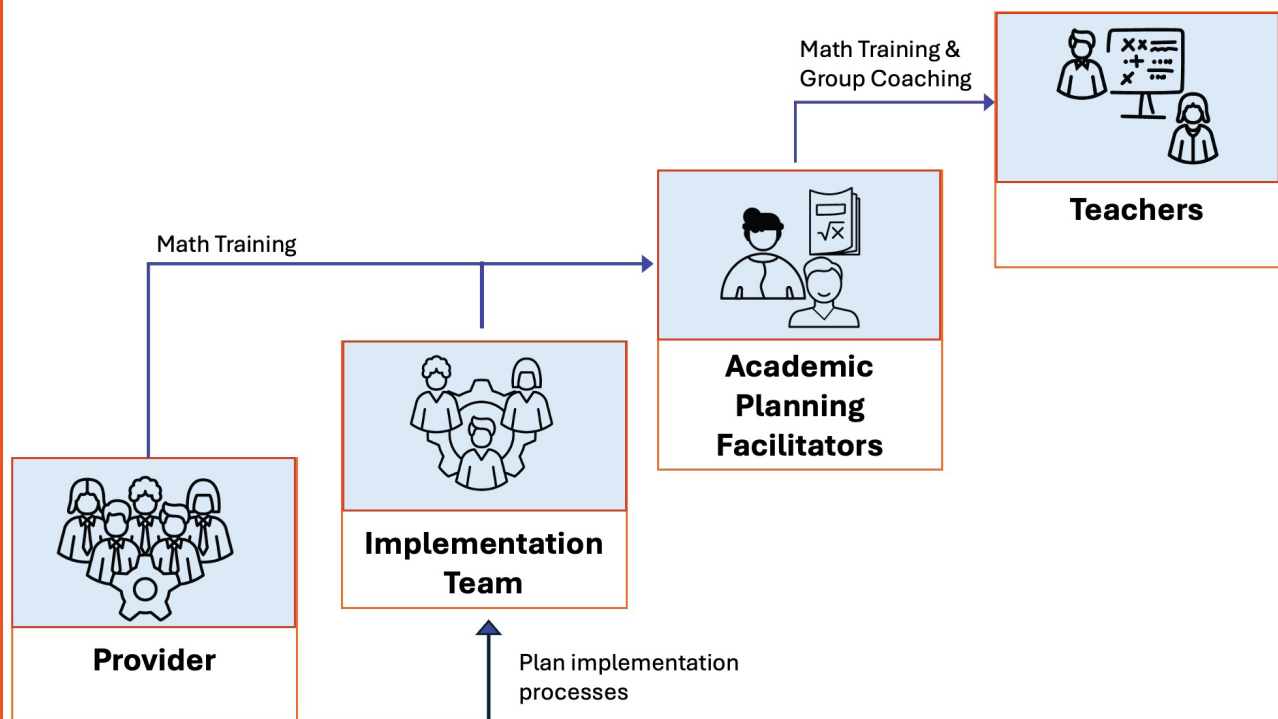 Math Training &
Group Coaching
Teachers
Math Training
√x
Academic
Planning
Facilitators
Implementation
Team
Provider
Plan implementation
processes